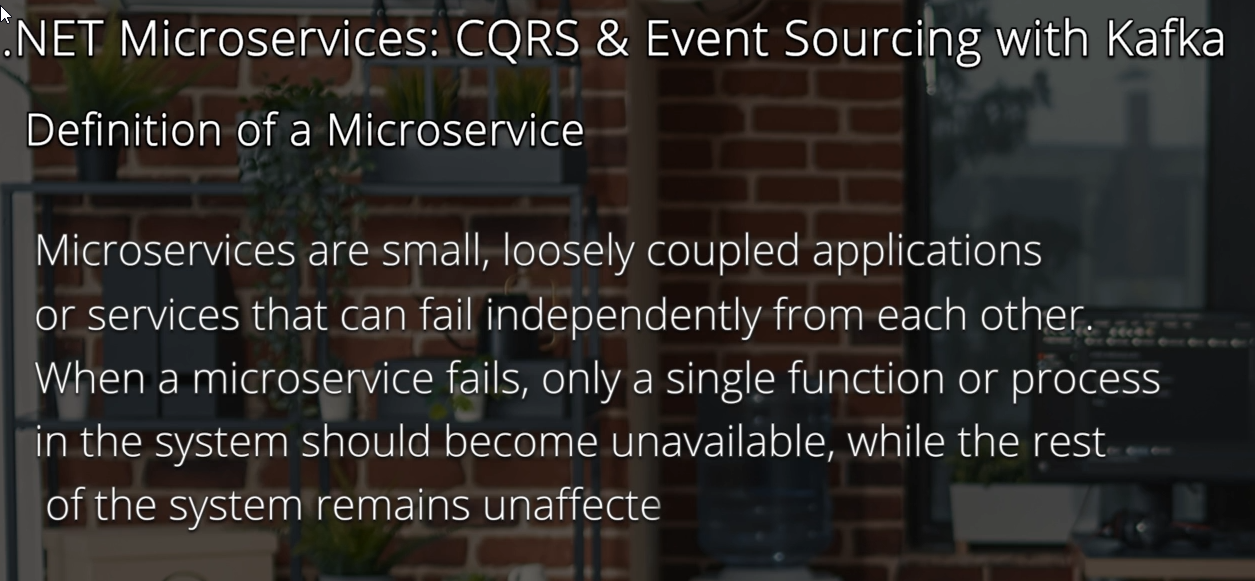 .NET Microservices: CQRS & Event Sourcing with Kafka
Definition of a Microservice
Microservices are small, loosely coupled applications
or services that can fail independently from each other.
When a microservice fails, only a single function or process
in the system should become unavailable, while the rest
of the system remains unaffecte